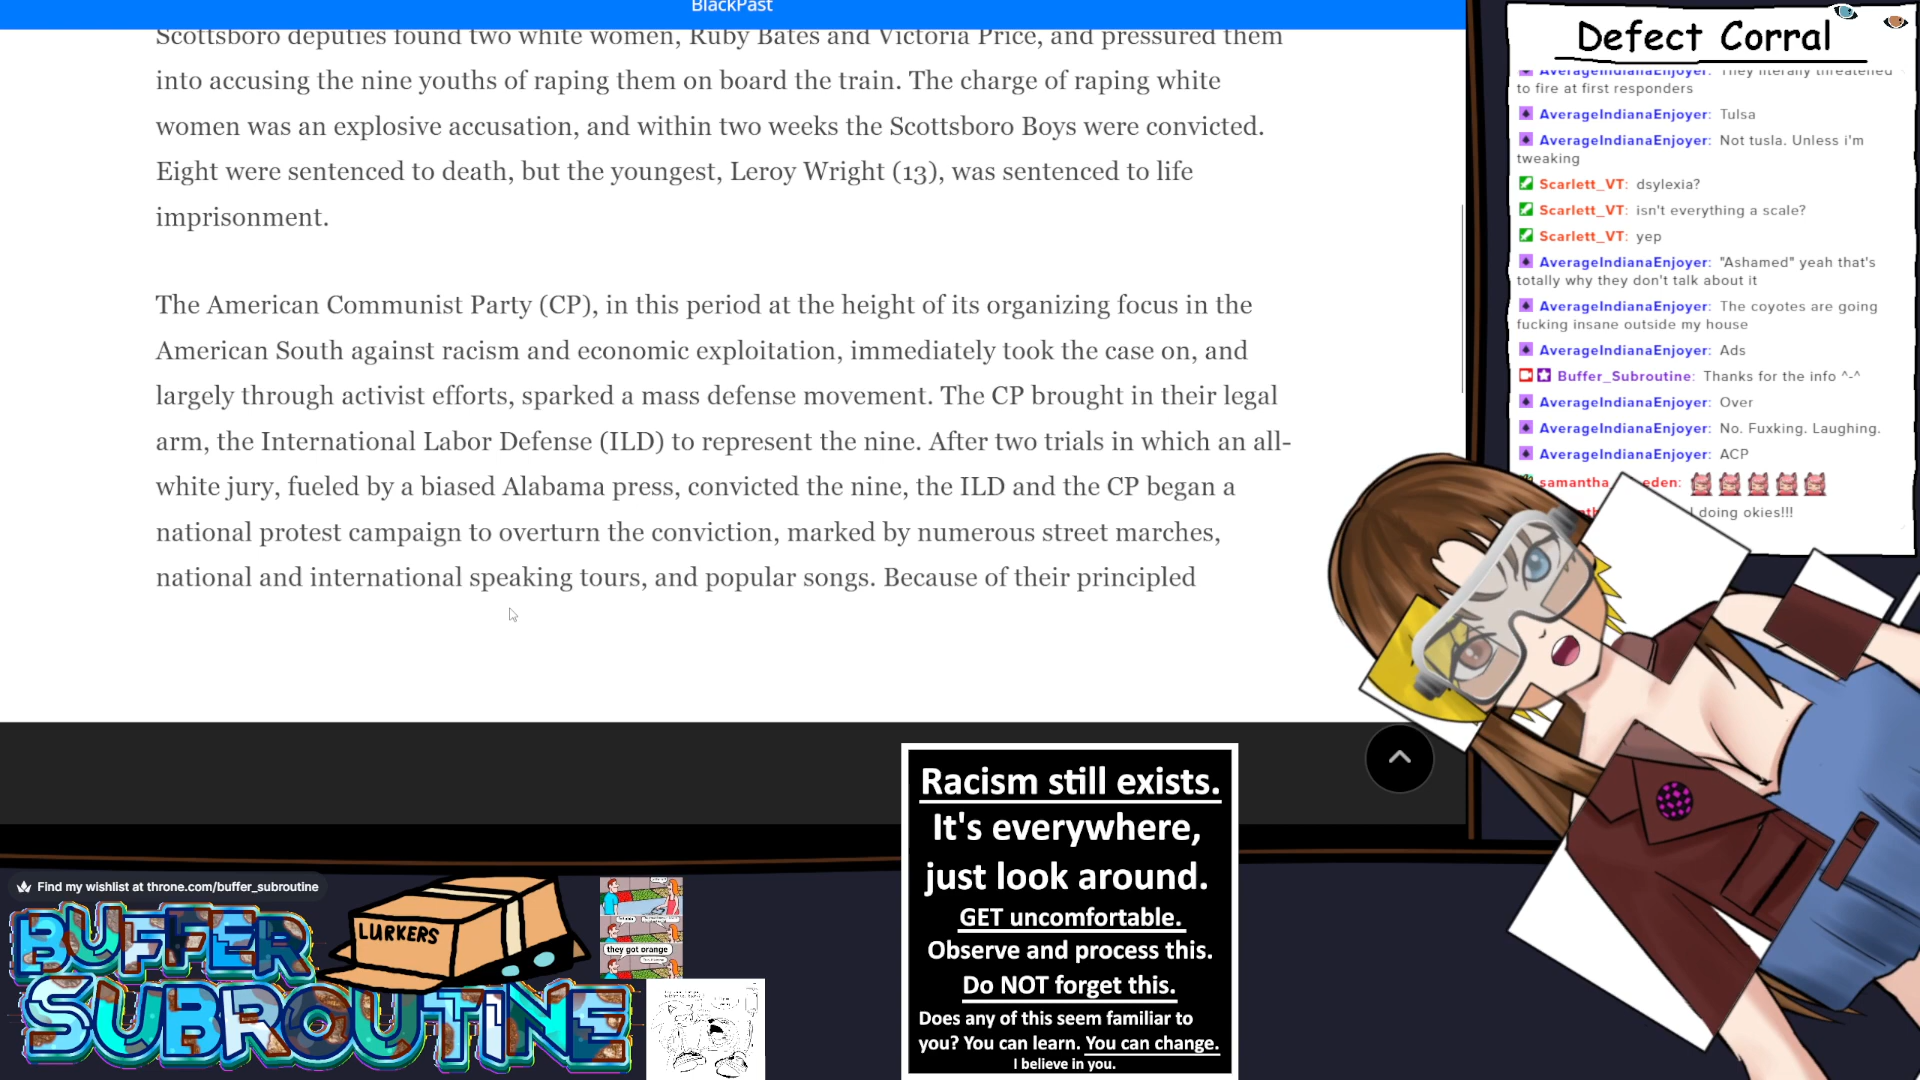 BlackPast
Scottsboro deputies found two white women, Ruby Bates and Victoria Price, and pressured them
into accusing the nine youths of raping them on board the train. The charge of raping white
women was an explosive accusation, and within two weeks the Scottsboro Boys were convicted.
Eight were sentenced to death, but the youngest, Leroy Wright (13), was sentenced to life
imprisonment.
The American Communist Party (CP), in this period at the height of its organizing focus in the
American South against racism and economic exploitation, immediately took the case on, and
largely through activist efforts, sparked a mass defense movement. The CP brought in their legal
arm, the International Labor Defense (ILD) to represent the nine. After two trials in which an all-
white jury, fueled by a biased Alabama press, convicted the nine, the ILD and the CP began a
national protest campaign to overturn the conviction, marked by numerous street marches,
national and international speaking tours, and popular songs. Because of their principled
Defect Corral
AverageIndianaEnjoyer: They literally threatened
to fire at first responders
AverageIndianaEnjoyer: Tulsa
AverageIndianaEnjoyer: Not tusla. Unless i'm
tweaking
Scarlett_VT: dsylexia?
Scarlett_VT: isn't everything a scale?
Scarlett_VT: yep
AverageIndianaEnjoyer: "Ashamed" yeah that's
totally why they don't talk about it
AverageIndianaEnjoyer: The coyotes are going
fucking insane outside my house
AverageIndianaEnjoyer: Ads
Buffer_Subroutine: Thanks for the info ^-^
AverageIndianaEnjoyer: Over
AverageIndianaEnjoyer: No. Fuxking. Laughing.
AverageIndianaEnjoyer: ACP
samantha eden:
doing okies!!!
Find my wishlist at throne.com/buffer_subroutine
BUFFER
SUBROUTINE
LURKERS
they got orange
Racism still exists.
It's everywhere,
just look around.
GET uncomfortable.
Observe and process this.
Do NOT forget this.
Does any of this seem familiar to
you? You can learn. You can change.
I believe in you.